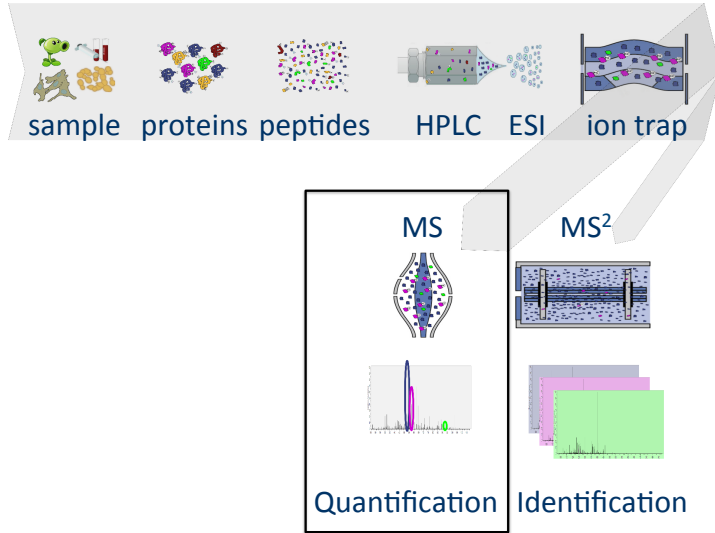 sample proteins peptides HPLC ESI ion trap
MS MS²
Quantification Identification